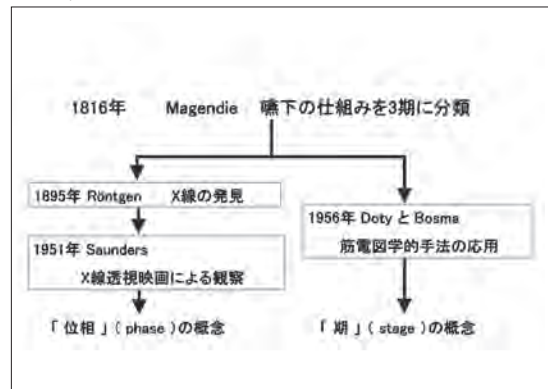 1816年 Magendie 嚥下の仕組みを3期に分類
1895年 Röntgen X線の発見
1951年 Saunders
X線透視映画による観察
「 位相 」( phase )の概念
1956年 Doty と Bosma
筋電図学的手法の応用
「 期 」( stage )の概念